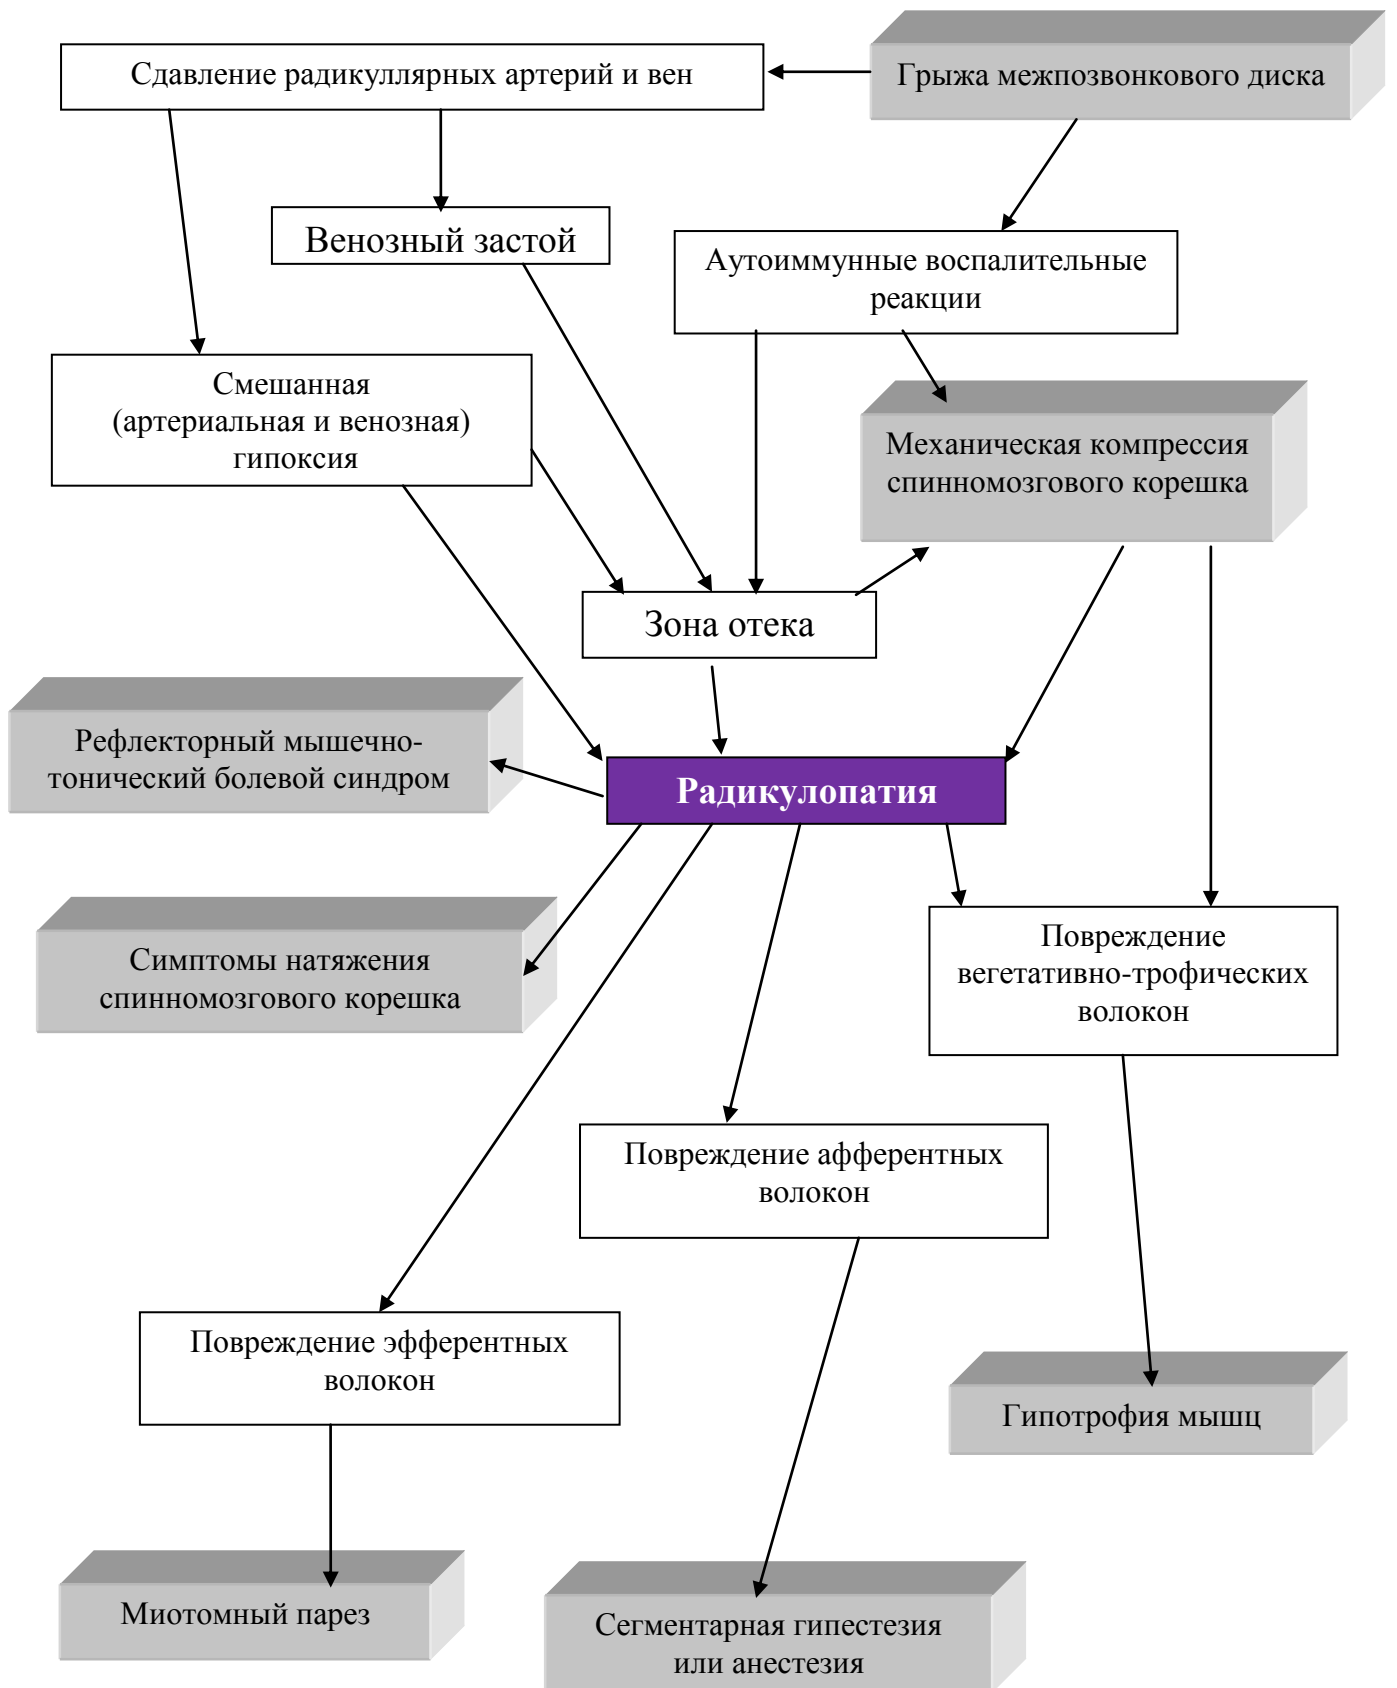 Сдавление радикуллярных артерий и вен
Грыжа межпозвонкового диска
Венозный застой
Аутоиммунные воспалительные
реакции
Смешанная
(артериальная и венозная)
гипоксия
Механическая компрессия
спинномозгового корешка
Зона отека
Рефлекторный мышечно-
тонический болевой синдром
Радикулопатия
Симптомы натяжения
спинномозгового корешка
Повреждение
вегетативно-трофических
волокон
Повреждение афферентных
волокон
Повреждение эфферентных
волокон
Гипотрофия мышц
Миотомный парез
Сегментарная гипестезия
или анестезия